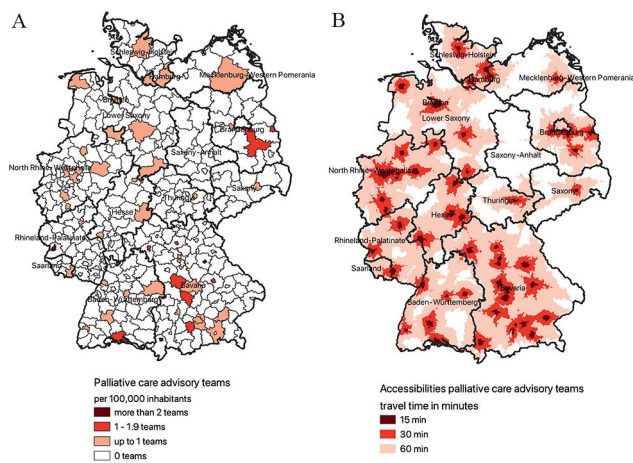 A
Schleswig-Holstein
Hamburg
Mecklenburg-Western Pomerania
Bremen
Lower Saxony
Brandenburg
Saxony-Anhalt
North Rhine-Westphalia
Saxony
Thuringia
Hesse
Rhineland-Palatinate
Saarland
Bavaria
Baden-Württemberg
Palliative care advisory teams
per 100,000 inhabitants
more than 2 teams
1 - 1.9 teams
up to 1 teams
0 teams
B
Schleswig-Holstein
Hamburg
Mecklenburg-Western Pomerania
Bremen
Lower Saxony
Brandenburg
Saxony-Anhalt
North Rhine-Westphalia
Saxony
Thuringia
Hesse
Rhineland-Palatinate
Saarland
Bavaria
Baden-Württemberg
Accessibilities palliative care advisory teams
travel time in minutes
15 min
30 min
60 min